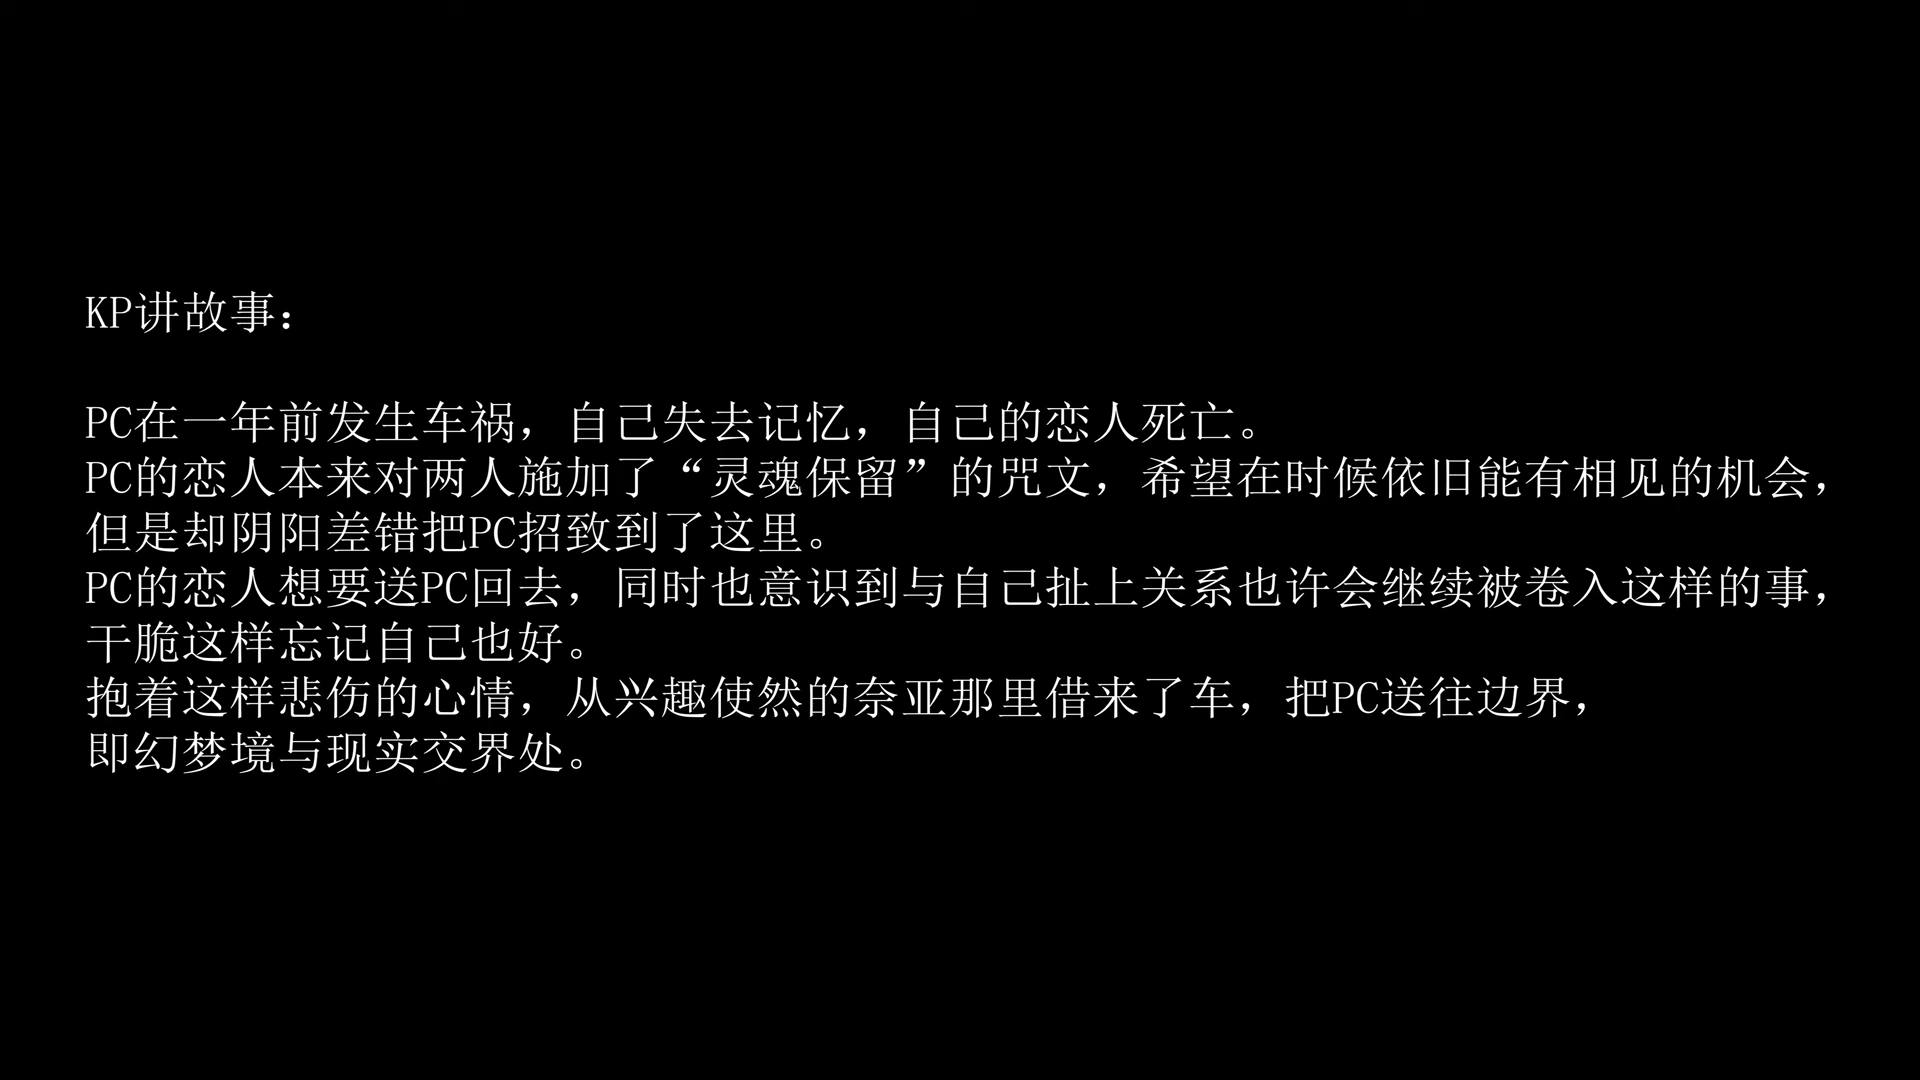 KP讲故事：
PC在一年前发生车祸，自己失去记忆，自己的恋人死亡。
PC的恋人本来对两人施加了“灵魂保留”的咒文，希望在时候依旧能有相见的机会，
但是却阴阳差错把PC招致到了这里。
PC的恋人想要送PC回去，同时也意识到与自己扯上关系也许会继续被卷入这样的事，
干脆这样忘记自己也好。
抱着这样悲伤的心情，从兴趣使然的奈亚那里借来了车，把PC送往边界，
即幻梦境与现实交界处。